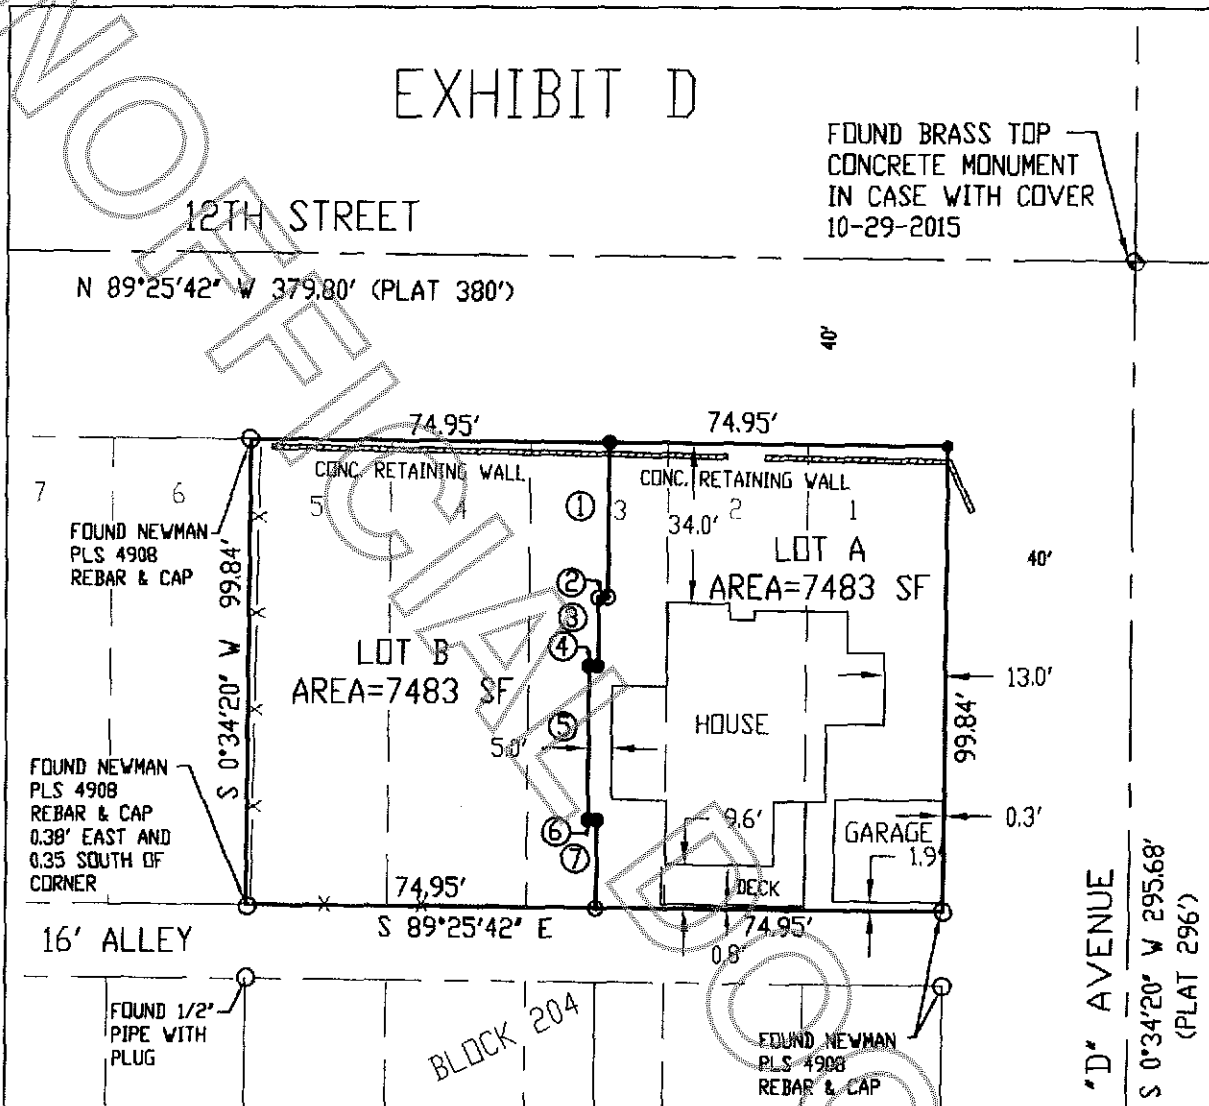 EXHIBIT D
FOUND BRASS TOP
CONCRETE MONUMENT
IN CASE WITH COVER
10-29-2015
12TH STREET
N 89°25'42" W 379.80' (PLAT 380')
40'
74.95'
74.95'
CONC. RETAINING WALL
CONC. RETAINING WALL
7
6
5
4
3
2
1
1
34.0'
FOUND NEWMAN
PLS 4908
REBAR & CAP
LOT A
AREA=7483 SF
40'
2
3
4
S 0°34'20" W 99.84'
LOT B
AREA=7483 SF
13.0'
HOUSE
99.84'
5
5.0'
FOUND NEWMAN
PLS 4908
REBAR & CAP
0.38' EAST AND
0.35 SOUTH OF
CORNER
9.6'
0.3'
GARAGE
1.9'
6
7
DECK
74.95'
S 89°25'42" E
74.95'
0.8'
16' ALLEY
"D" AVENUE
S 0°34'20" W 295.68'
(PLAT 296')
FOUND 1/2"
PIPE WITH
PLUG
BLOCK 204
FOUND NEWMAN
PLS 4908
REBAR & CAP
UNOFFICIAL DOC